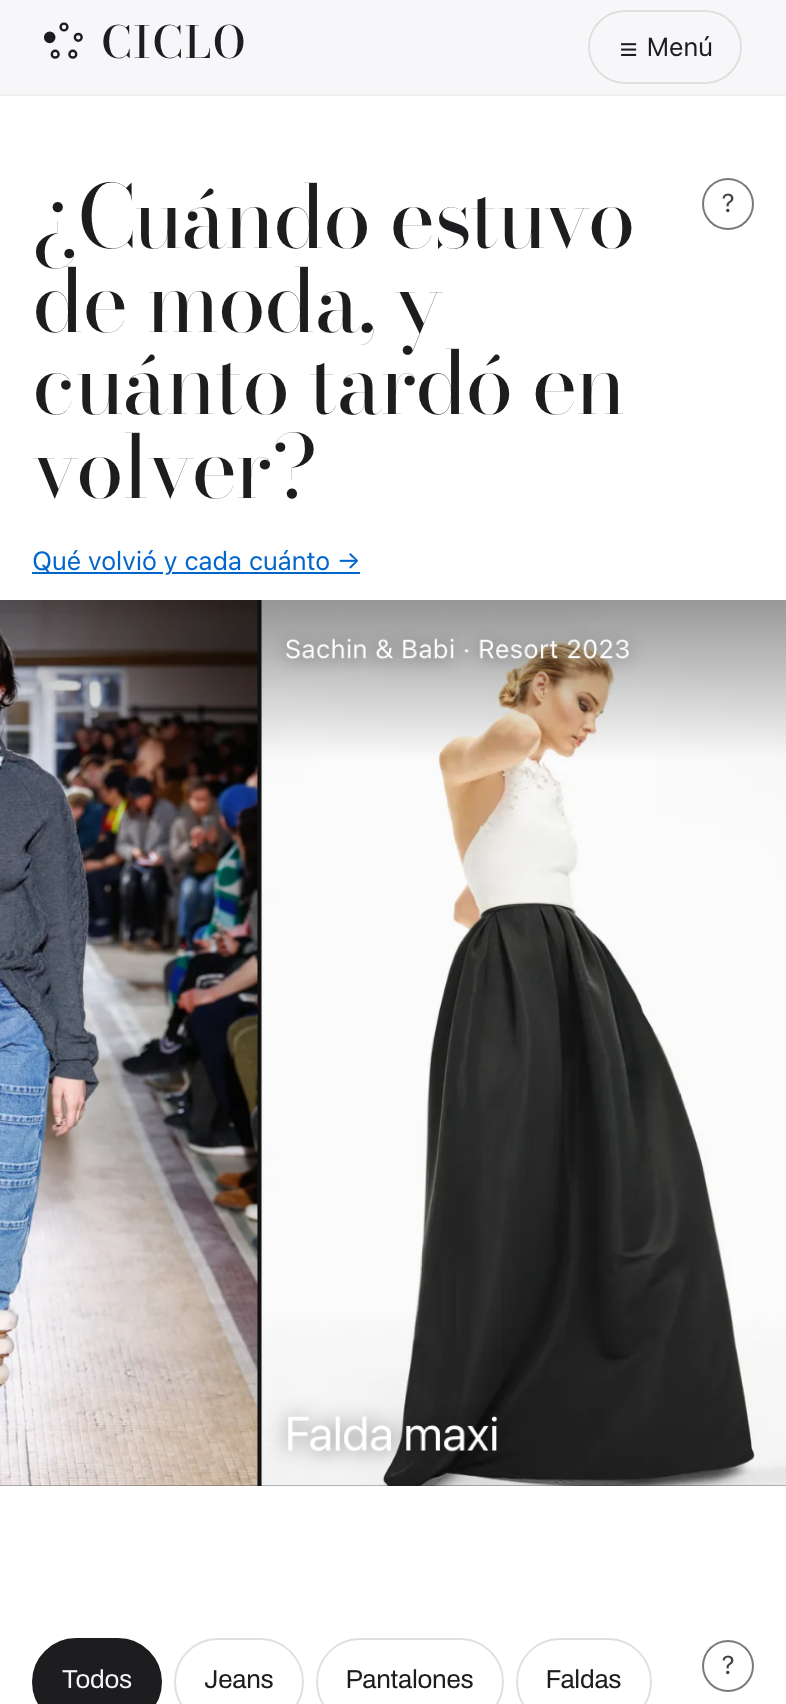 CICLO
≡ Menú
¿Cuándo estuvo
?
de moda, y
cuánto tardó en
volver?
Qué volvió y cada cuánto →
Sachin & Babi · Resort 2023
Falda maxi
Todos
Jeans
Pantalones
Faldas
?